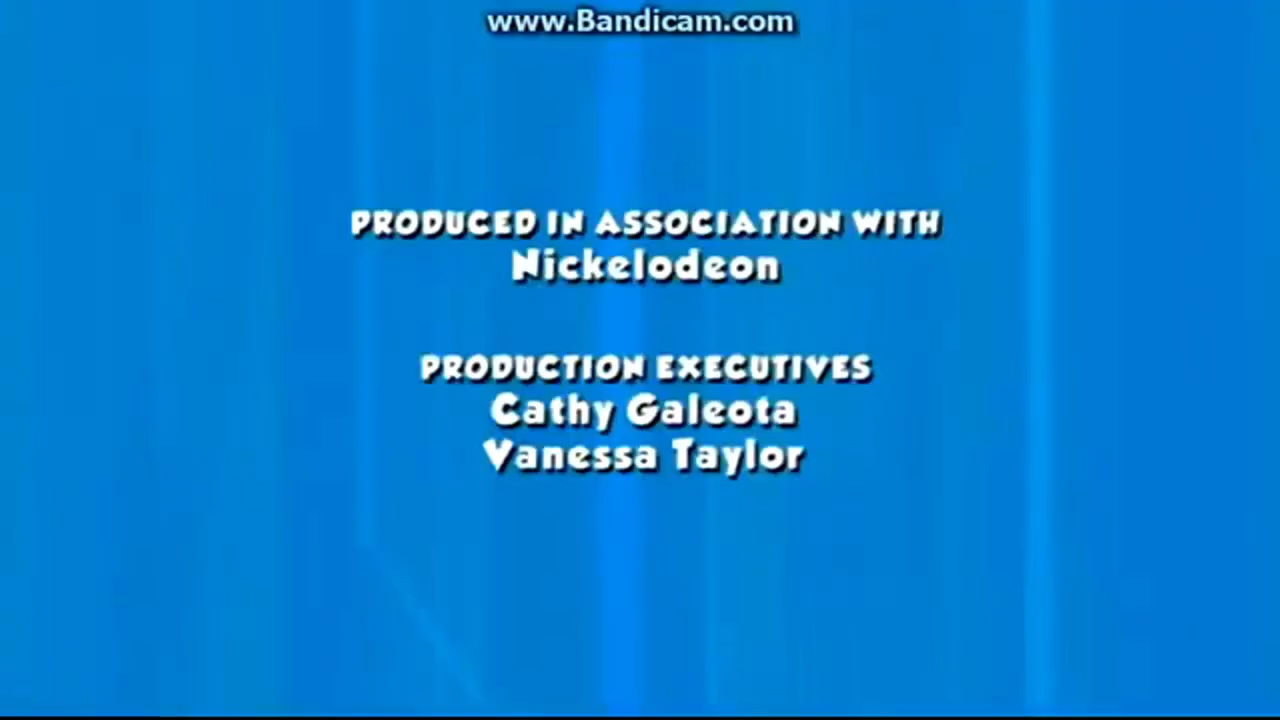 www.Bandicam.com
PRODUCED IN ASSOCIATION WITH
Nickelodeon
PRODUCTION EXECUTIVES
Cathy Galeota
Vanessa Taylor